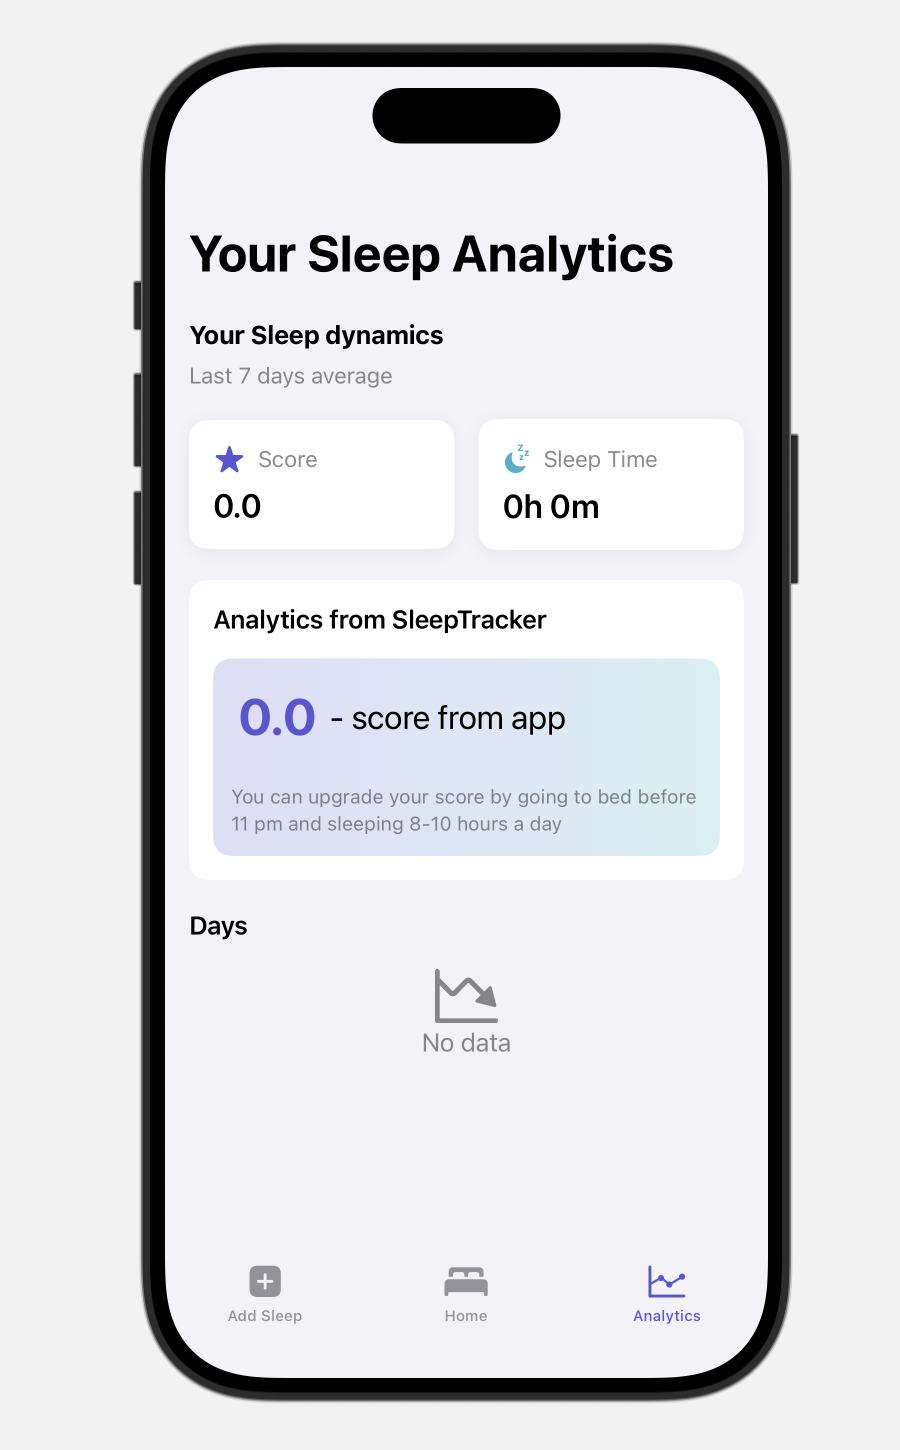 Your Sleep Analytics
Your Sleep dynamics
Last 7 days average
Score
0.0
Sleep Time
0h 0m
Analytics from SleepTracker
0.0 - score from app
You can upgrade your score by going to bed before
11 pm and sleeping 8-10 hours a day
Days
No data
Add Sleep
Home
Analytics